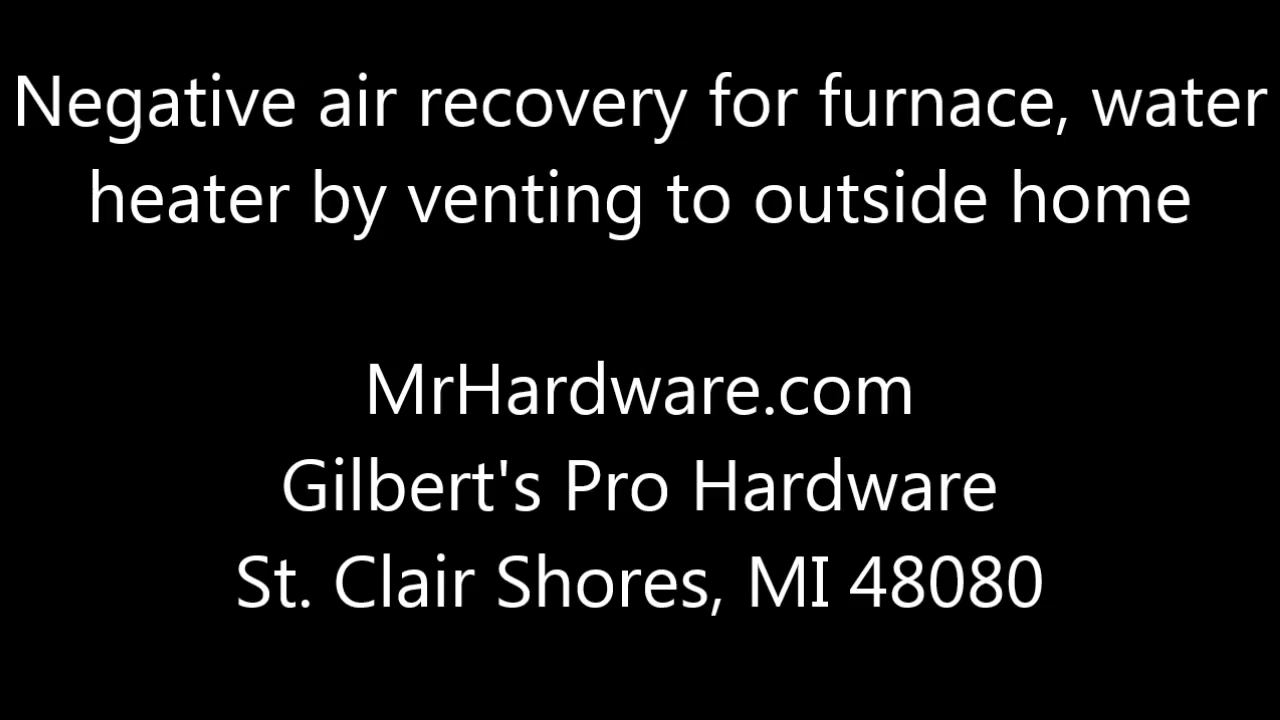 Negative air recovery for furnace, water
heater by venting to outside home
MrHardware.com
Gilbert's Pro Hardware
St. Clair Shores, MI 48080